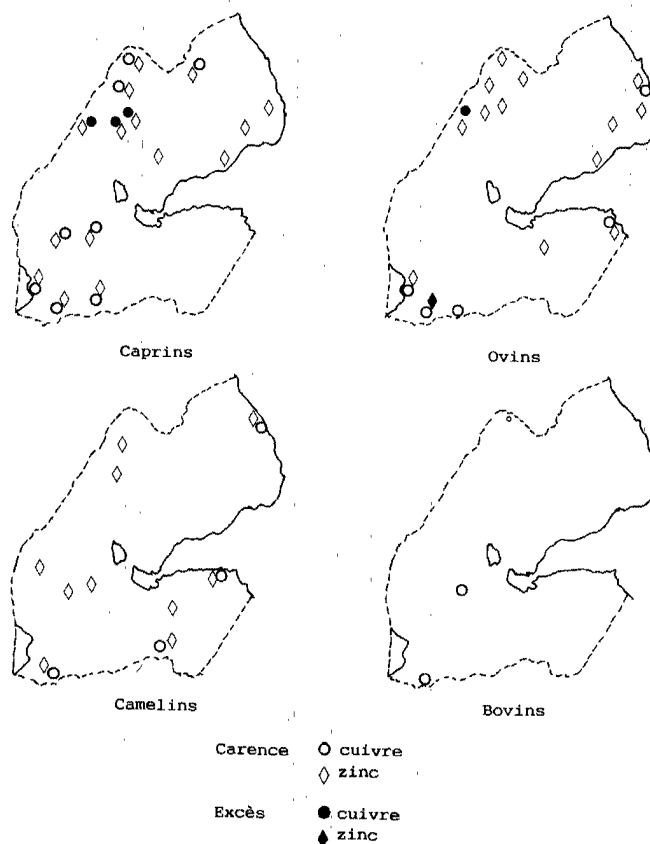 Caprins
Ovins
Camelins
Bovins
Carence cuivre
zinc
Excès cuivre
zinc